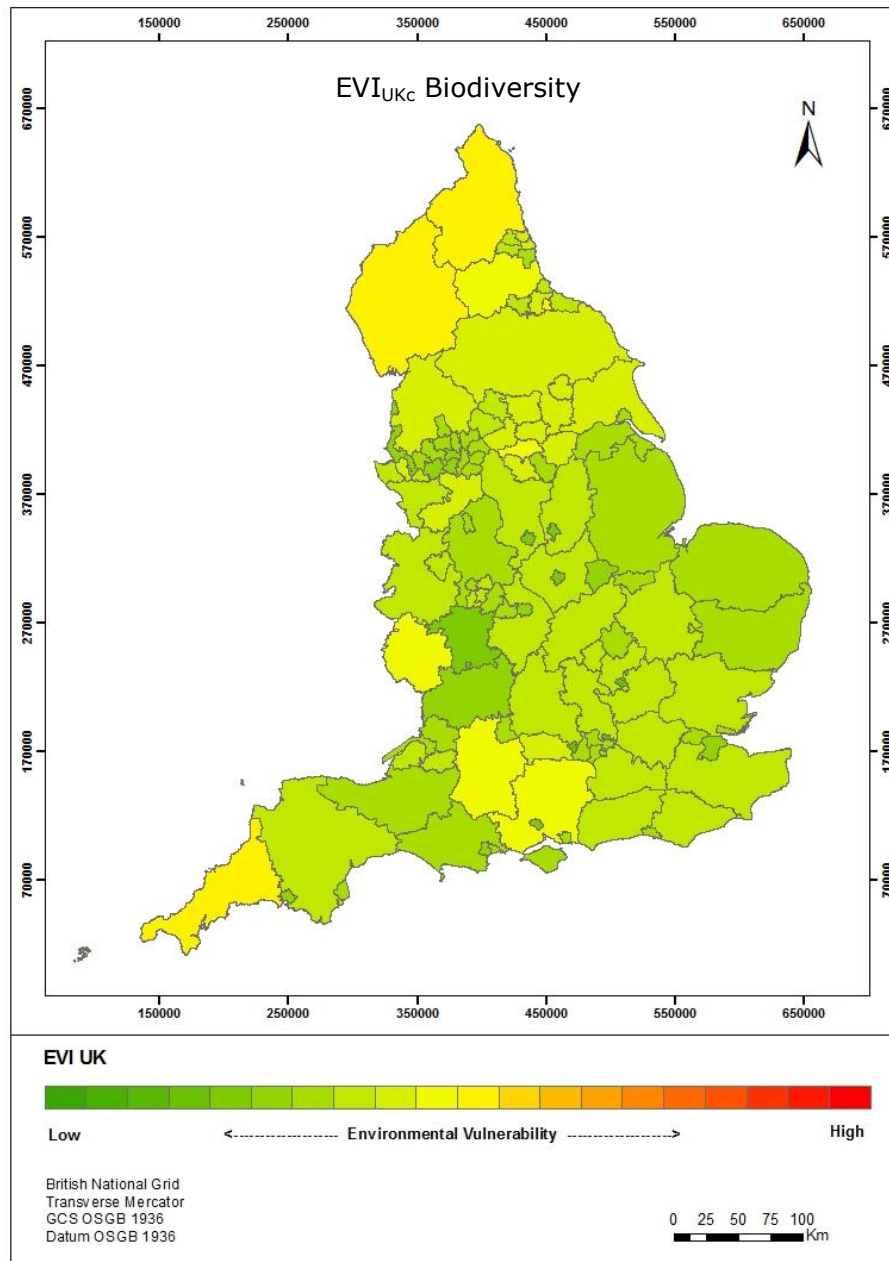 150000 250000 350000 450000 550000 650000
EVIUKc Biodiversity
N
670000 670000
570000 570000
470000 470000
370000 370000
270000 270000
170000 170000
70000 70000
150000 250000 350000 450000 550000 650000
EVI UK
Low <------------------- Environmental Vulnerability ------------------> High
British National Grid
Transverse Mercator
GCS OSGB 1936
Datum OSGB 1936
0 25 50 75 100
Km